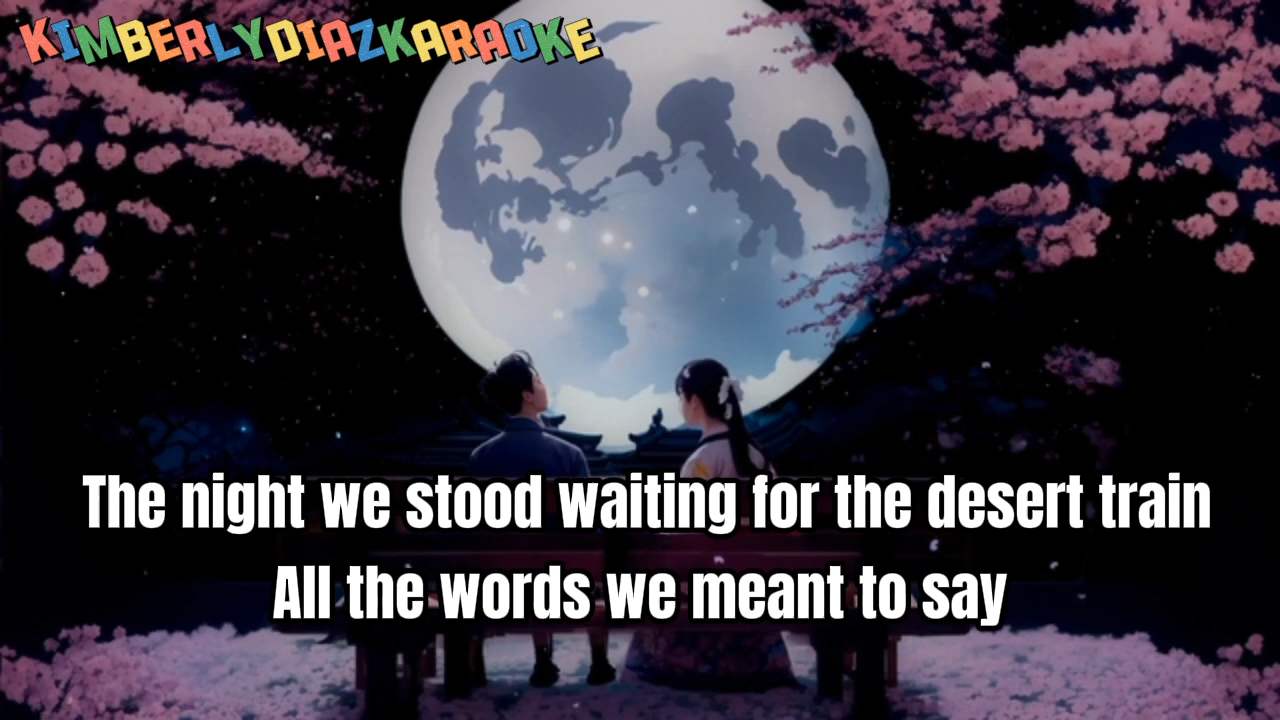 KIMBERLYDIAZKARAOKE
The night we stood waiting for the desert train
All the words we meant to say